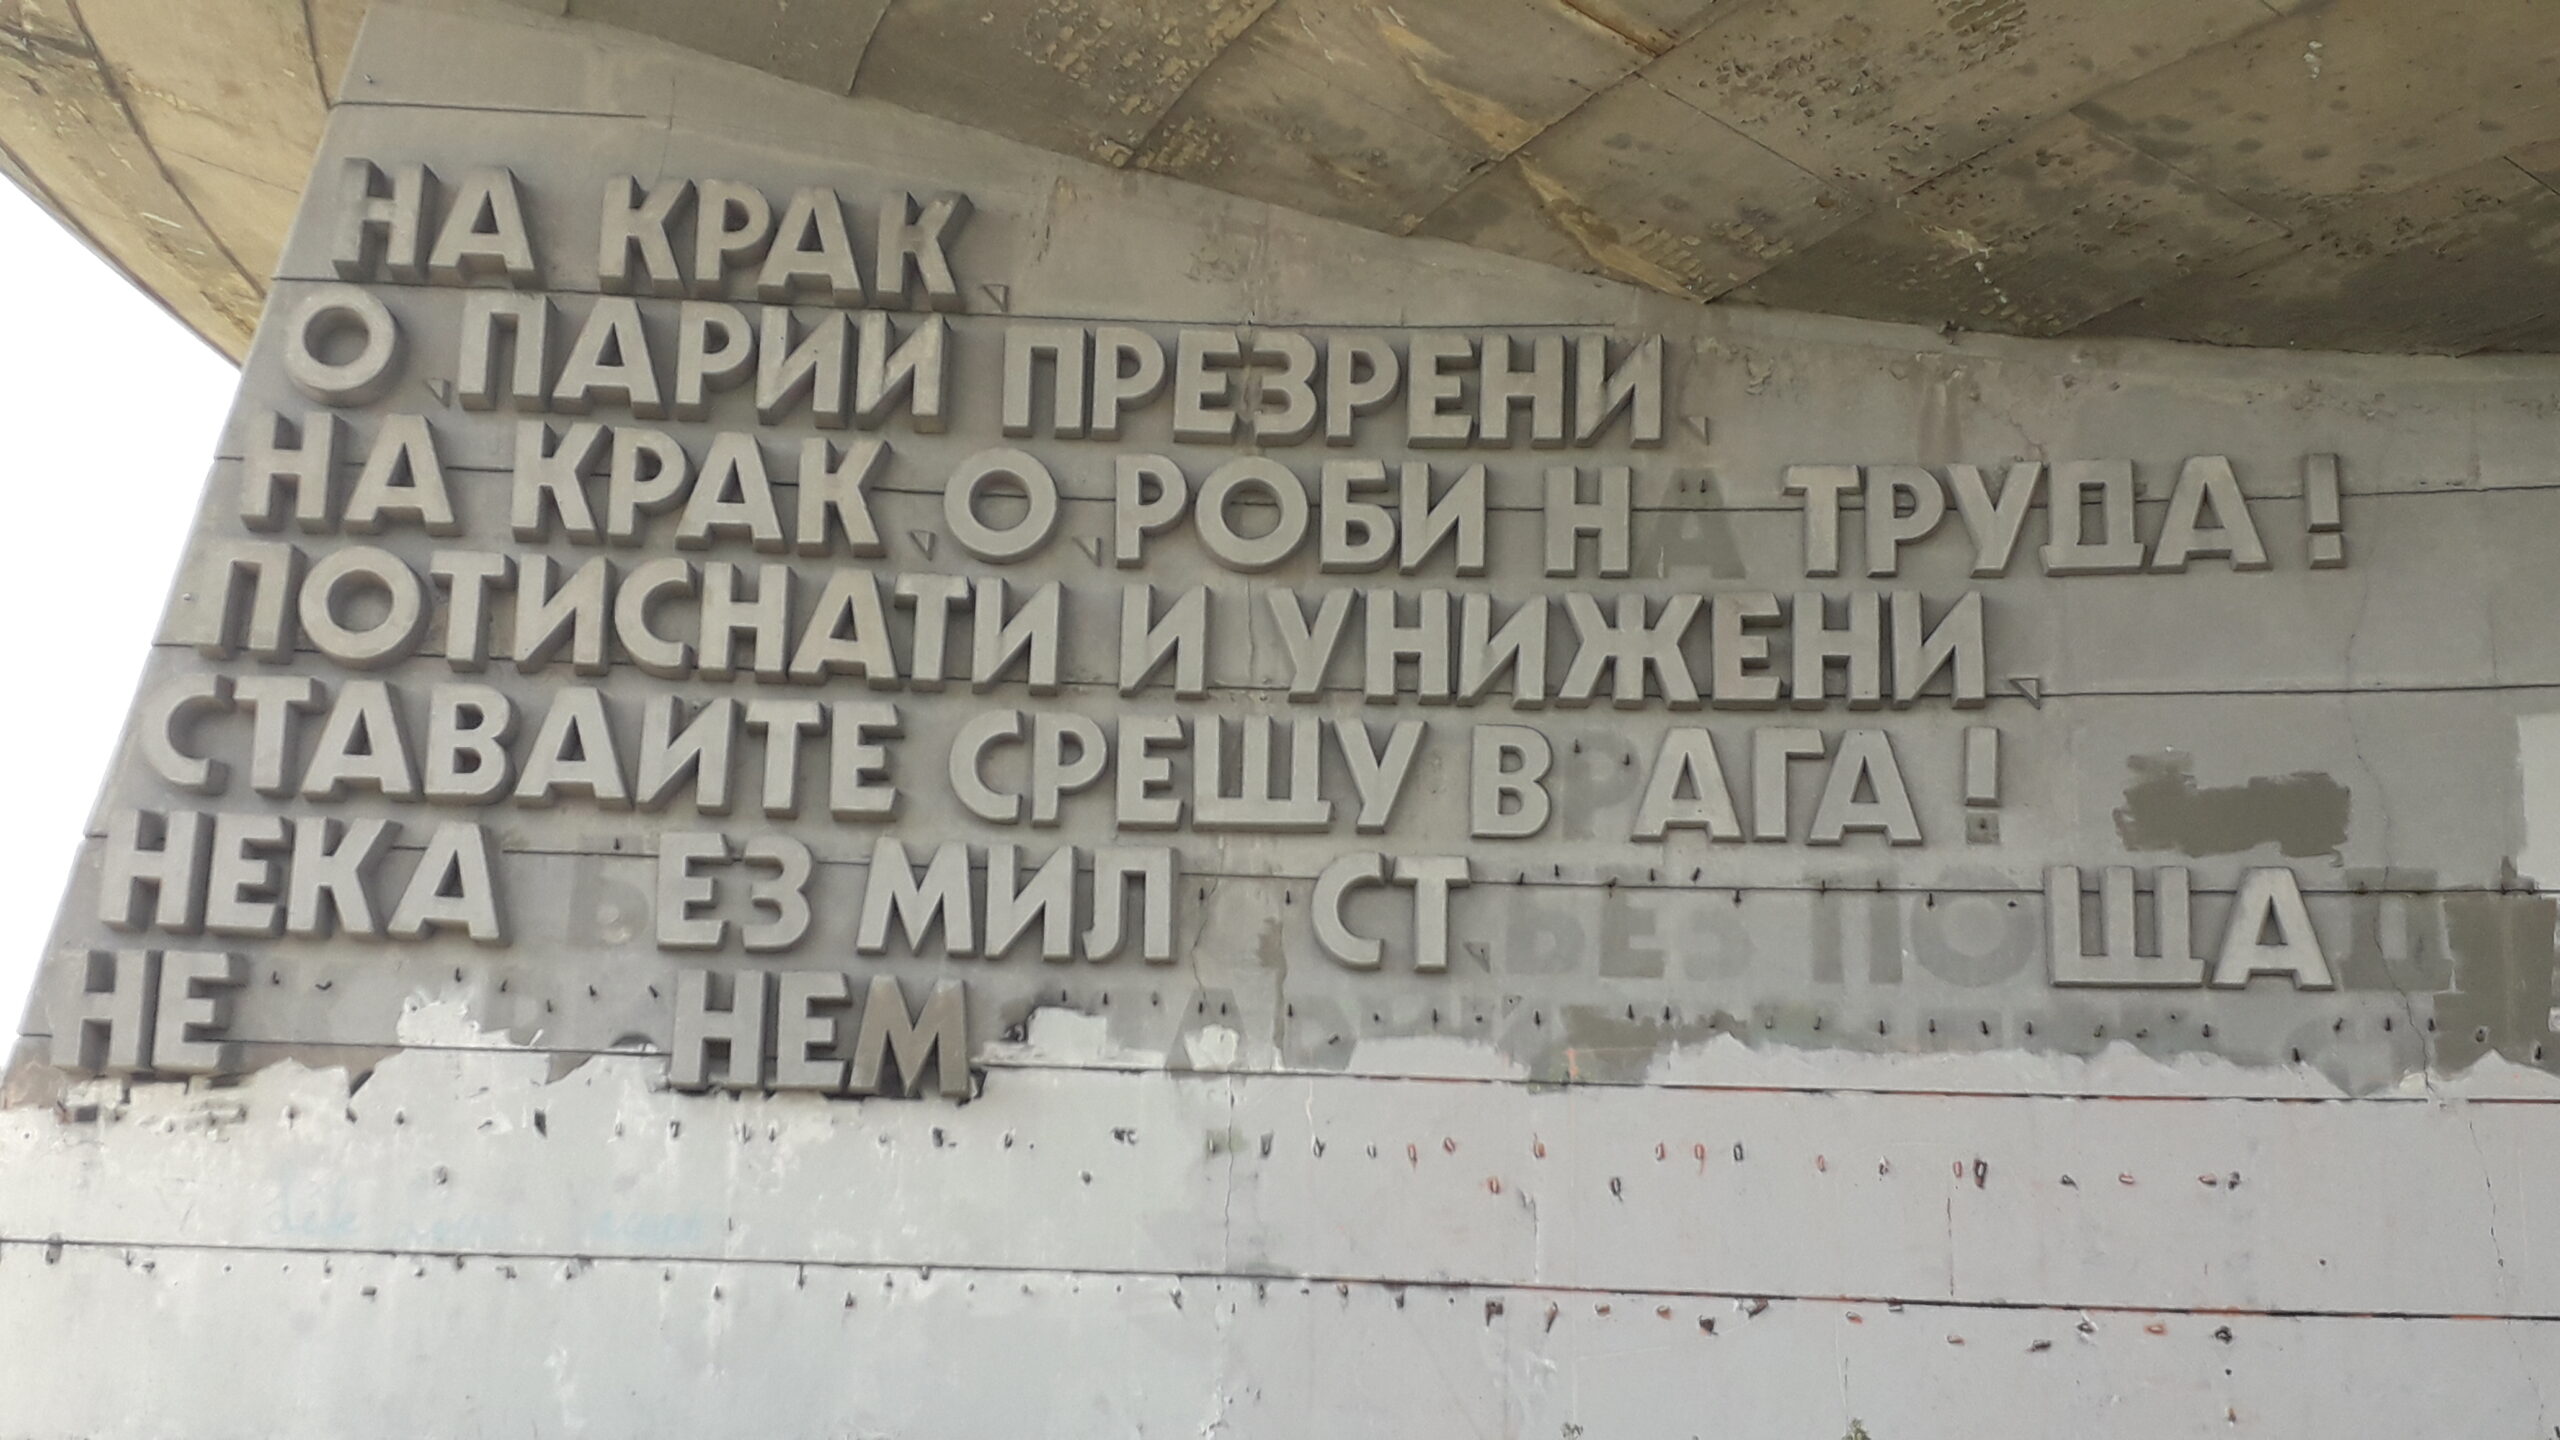 НА КРАК,
О, ПАРИИ ПРЕЗРЕНИ,
НА КРАК, О, РОБИ НА ТРУДА!
ПОТИСНАТИ И УНИЖЕНИ,
СТАВАИТЕ СРЕЩУ ВРАГА!
НЕКА БЕЗ МИЛ СТ, БЕЗ ПОЩА
НЕ НЕМ